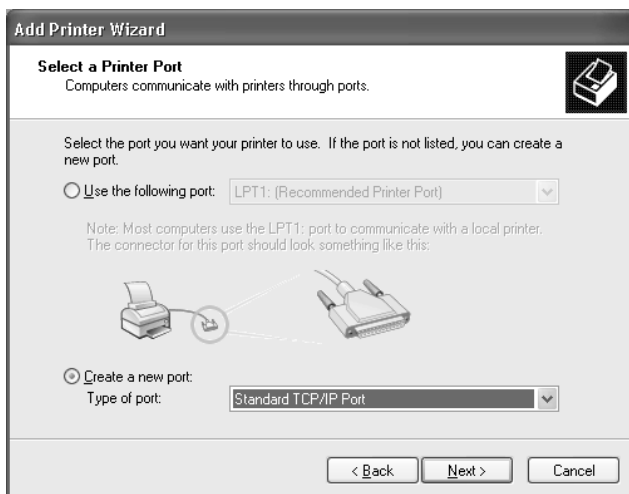 Add Printer Wizard
Select a Printer Port
Computers communicate with printers through ports.
Select the port you want your printer to use. If the port is not listed, you can create a
new port.
Use the following port: LPT1: (Recommended Printer Port)
Note: Most computers use the LPT1: port to communicate with a local printer.
The connector for this port should look something like this:
Create a new port:
Type of port: Standard TCP/IP Port
< Back Next > Cancel